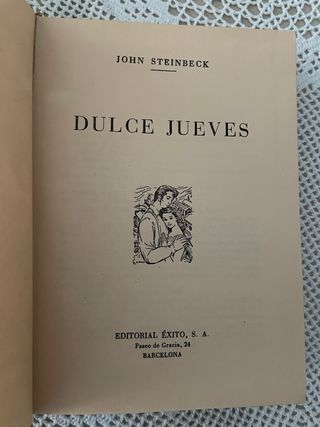 JOHN STEINBECK
DULCE JUEVES
EDITORIAL ÉXITO, S. A.
Paseo de Gracia, 24
BARCELONA